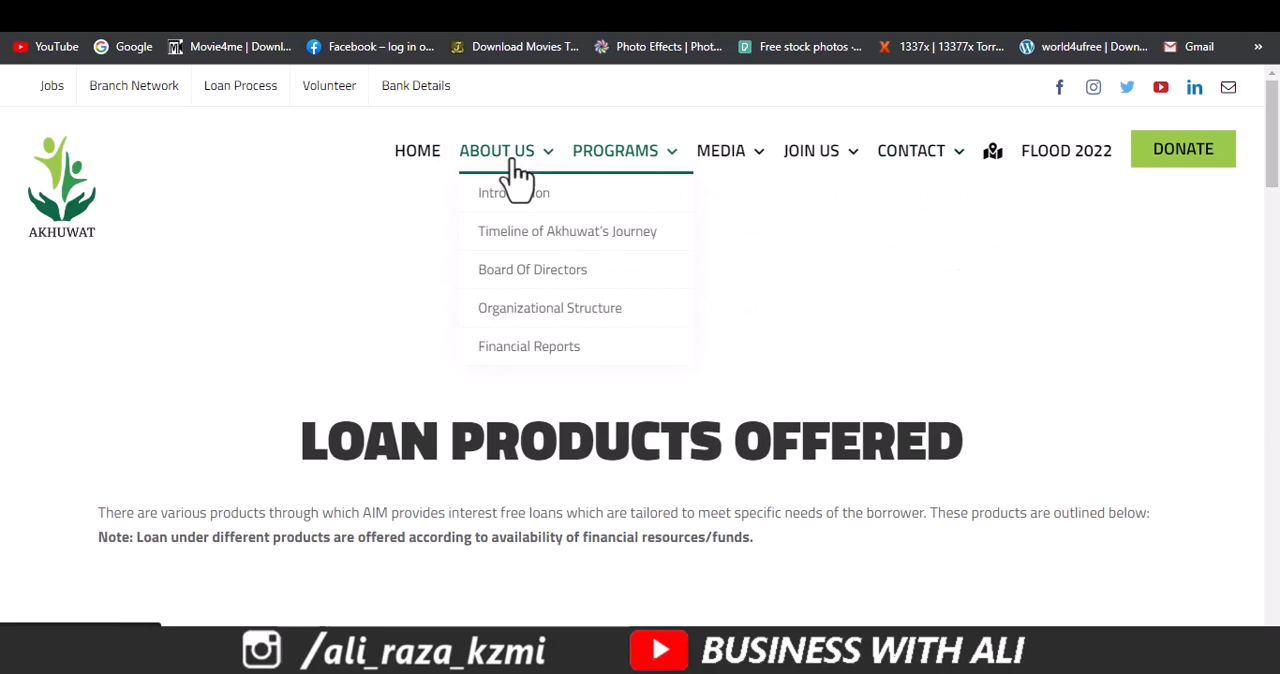 YouTube Google Movie4me | Downl... Facebook – log in o... Download Movies T... Photo Effects | Phot... Free stock photos -... 1337x | 13377x Torr... world4ufree | Down... Gmail »
Jobs Branch Network Loan Process Volunteer Bank Details
HOME ABOUT US PROGRAMS MEDIA JOIN US CONTACT FLOOD 2022 DONATE
AKHUWAT
Timeline of Akhuwat's Journey
Board Of Directors
Organizational Structure
Financial Reports
LOAN PRODUCTS OFFERED
There are various products through which AIM provides interest free loans which are tailored to meet specific needs of the borrower. These products are outlined below:
Note: Loan under different products are offered according to availability of financial resources/funds.
/ali_raza_kzmi BUSINESS WITH ALI